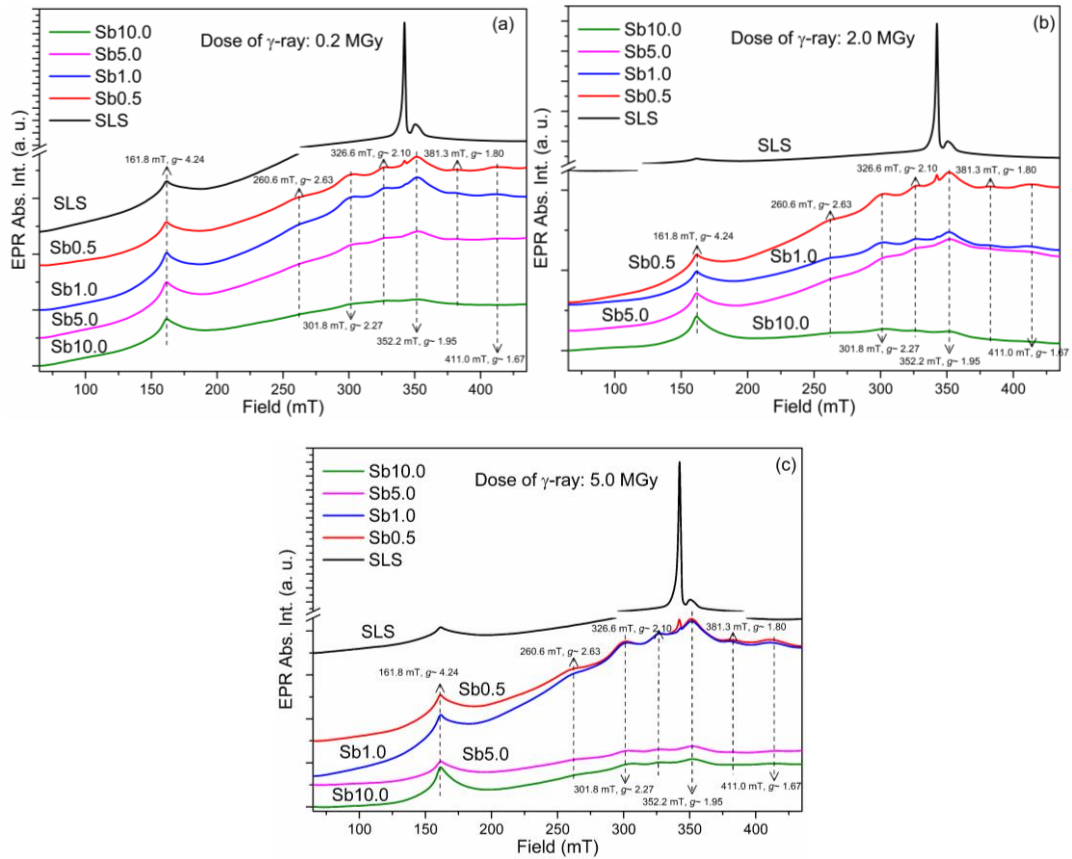 (a)
Dose of γ-ray: 0.2 MGy
Sb10.0
Sb5.0
Sb1.0
Sb0.5
SLS
EPR Abs. Int. (a. u.)
161.8 mT, g~ 4.24
260.6 mT, g~ 2.63
326.6 mT, g~ 2.10
381.3 mT, g~ 1.80
SLS
Sb0.5
Sb1.0
Sb5.0
Sb10.0
301.8 mT, g~ 2.27
352.2 mT, g~ 1.95
411.0 mT, g~ 1.67
100 150 200 250 300 350 400
Field (mT)
(b)
Dose of γ-ray: 2.0 MGy
Sb10.0
Sb5.0
Sb1.0
Sb0.5
SLS
EPR Abs. Int. (a. u.)
SLS
326.6 mT, g~ 2.10
381.3 mT, g~ 1.80
260.6 mT, g~ 2.63
161.8 mT, g~ 4.24
Sb0.5
Sb1.0
Sb5.0
Sb10.0
301.8 mT, g~ 2.27
352.2 mT, g~ 1.95
411.0 mT, g~ 1.67
100 150 200 250 300 350 400
Field (mT)
(c)
Dose of γ-ray: 5.0 MGy
Sb10.0
Sb5.0
Sb1.0
Sb0.5
SLS
EPR Abs. Int. (a. u.)
SLS
326.6 mT, g~ 2.10
381.3 mT, g~ 1.80
260.6 mT, g~ 2.63
161.8 mT, g~ 4.24
Sb0.5
Sb1.0
Sb5.0
Sb10.0
301.8 mT, g~ 2.27
352.2 mT, g~ 1.95
411.0 mT, g~ 1.67
100 150 200 250 300 350 400
Field (mT)